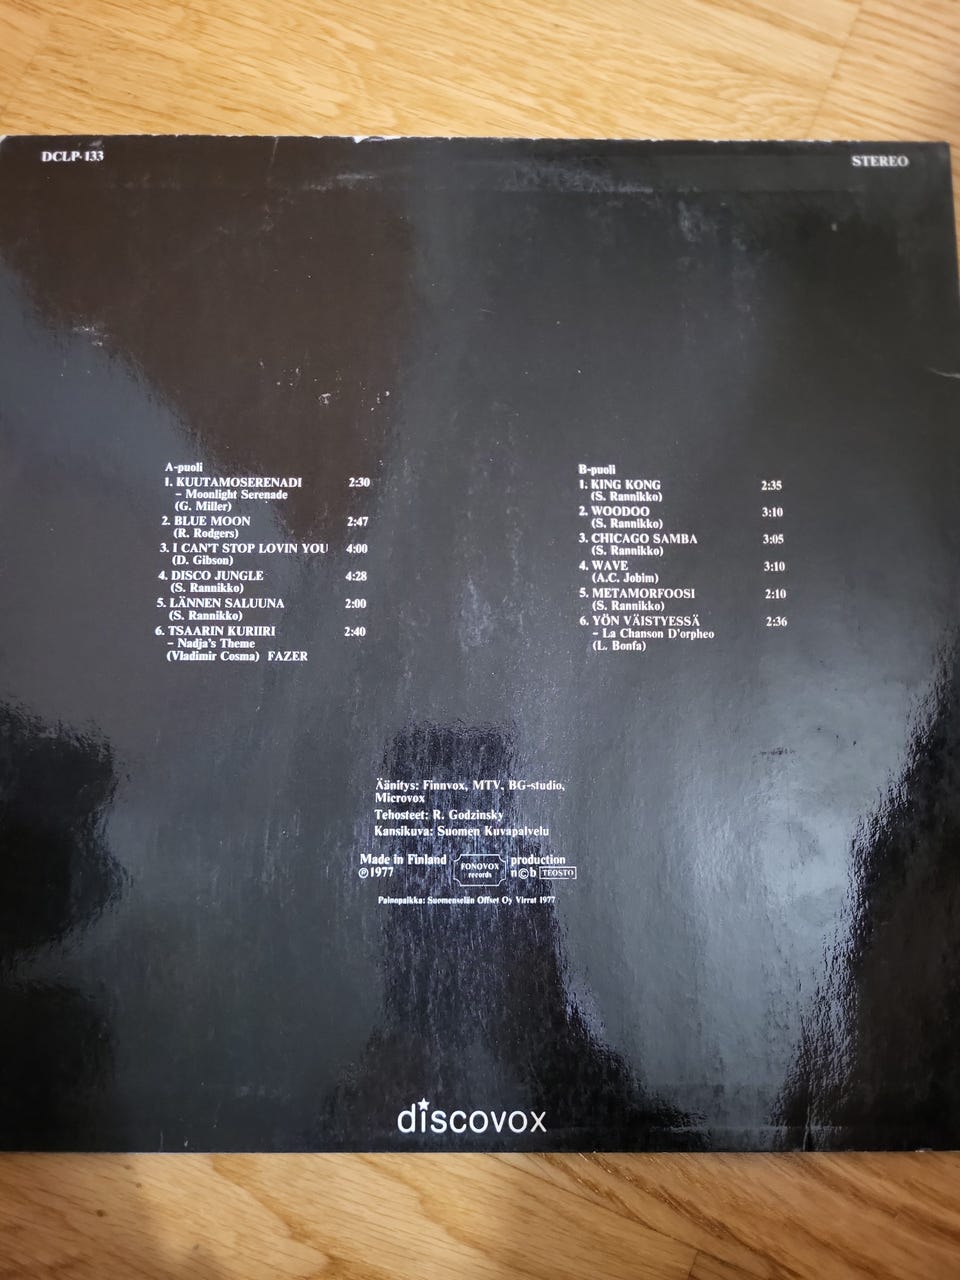 DCLP-133
STEREO
A-puoli
1. KUUTAMOSERENADI 2:30
– Moonlight Serenade
(G. Miller)
2. BLUE MOON 2:47
(R. Rodgers)
3. I CAN'T STOP LOVIN YOU 4:00
(D. Gibson)
4. DISCO JUNGLE 4:28
(S. Rannikko)
5. LÄNNEN SALUUNA 2:00
(S. Rannikko)
6. TSAARIN KURIIRI 2:40
– Nadja's Theme
(Vladimir Cosma) FAZER
B-puoli
1. KING KONG 2:35
(S. Rannikko)
2. WOODOO 3:10
(S. Rannikko)
3. CHICAGO SAMBA 3:05
(S. Rannikko)
4. WAVE 3:10
(A.C. Jobim)
5. METAMORFOOSI 2:10
(S. Rannikko)
6. YÖN VÄISTYESSÄ 2:36
– La Chanson D'orpheo
(L. Bonfa)
Äänitys: Finnvox, MTV, BG-studio,
Microvox
Tehosteet: R. Godzinsky
Kansikuva: Suomen Kuvapalvelu
Made in Finland FONOVOX production
℗1977 records n©b TEOSTO
Painopaikka: Suomenselän Offset Oy Virrat 1977
discovox